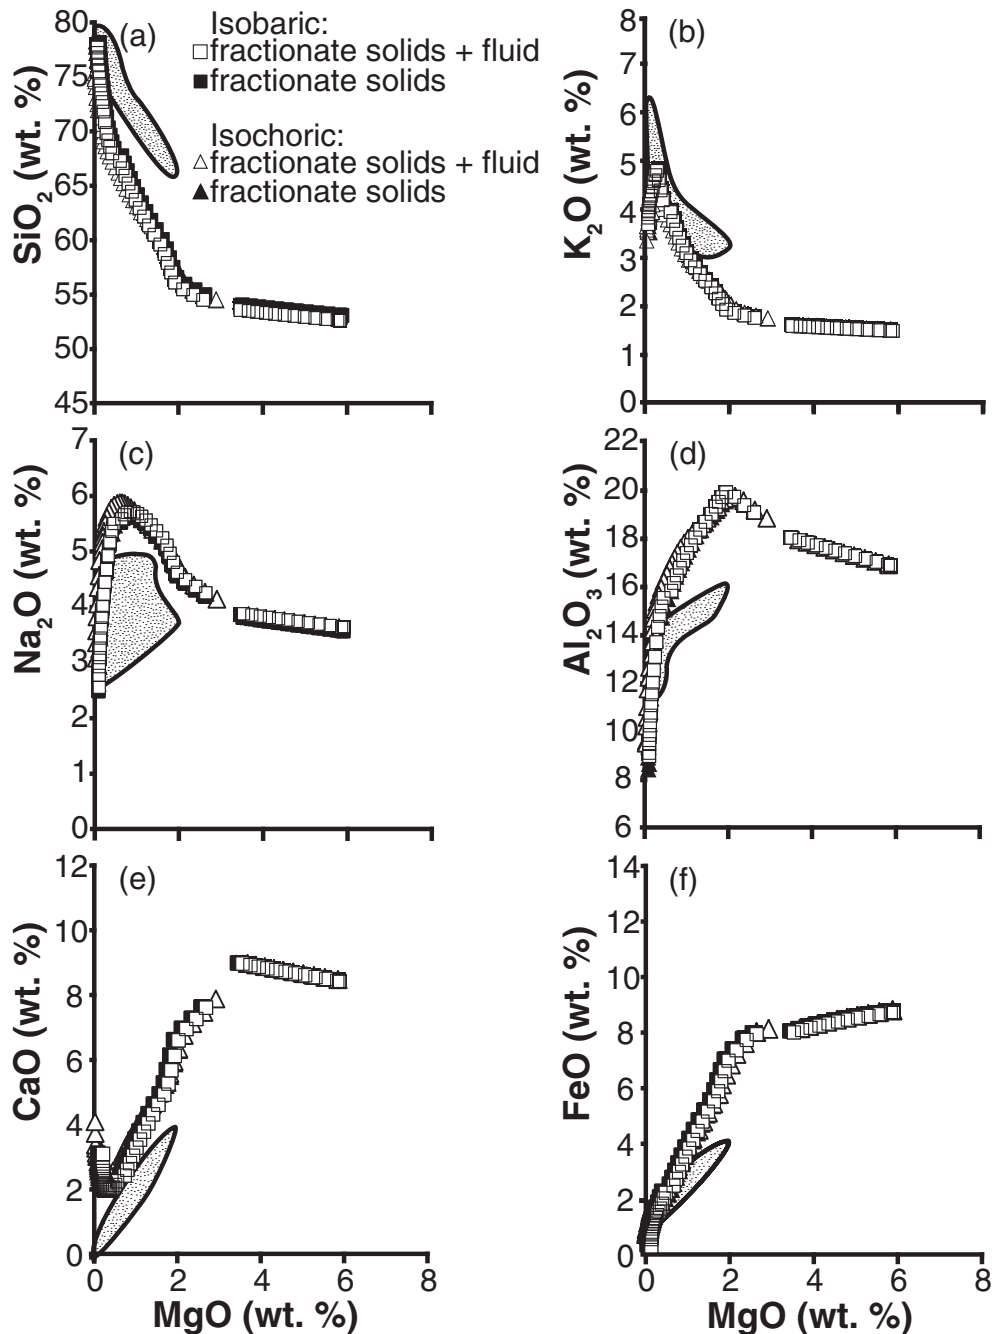 (a)
Isobaric:
fractionate solids + fluid
fractionate solids
Isochoric:
fractionate solids + fluid
fractionate solids
SiO2 (wt. %)
80
75
70
65
60
55
50
45
(b)
K2O (wt. %)
8
7
6
5
4
3
2
1
0
(c)
Na2O (wt. %)
7
6
5
4
3
2
1
0
(d)
Al2O3 (wt. %)
22
20
18
16
14
12
10
8
6
(e)
CaO (wt. %)
12
10
8
6
4
2
0
0 2 4 6 8
MgO (wt. %)
(f)
FeO (wt. %)
14
12
10
8
6
4
2
0
0 2 4 6 8
MgO (wt. %)